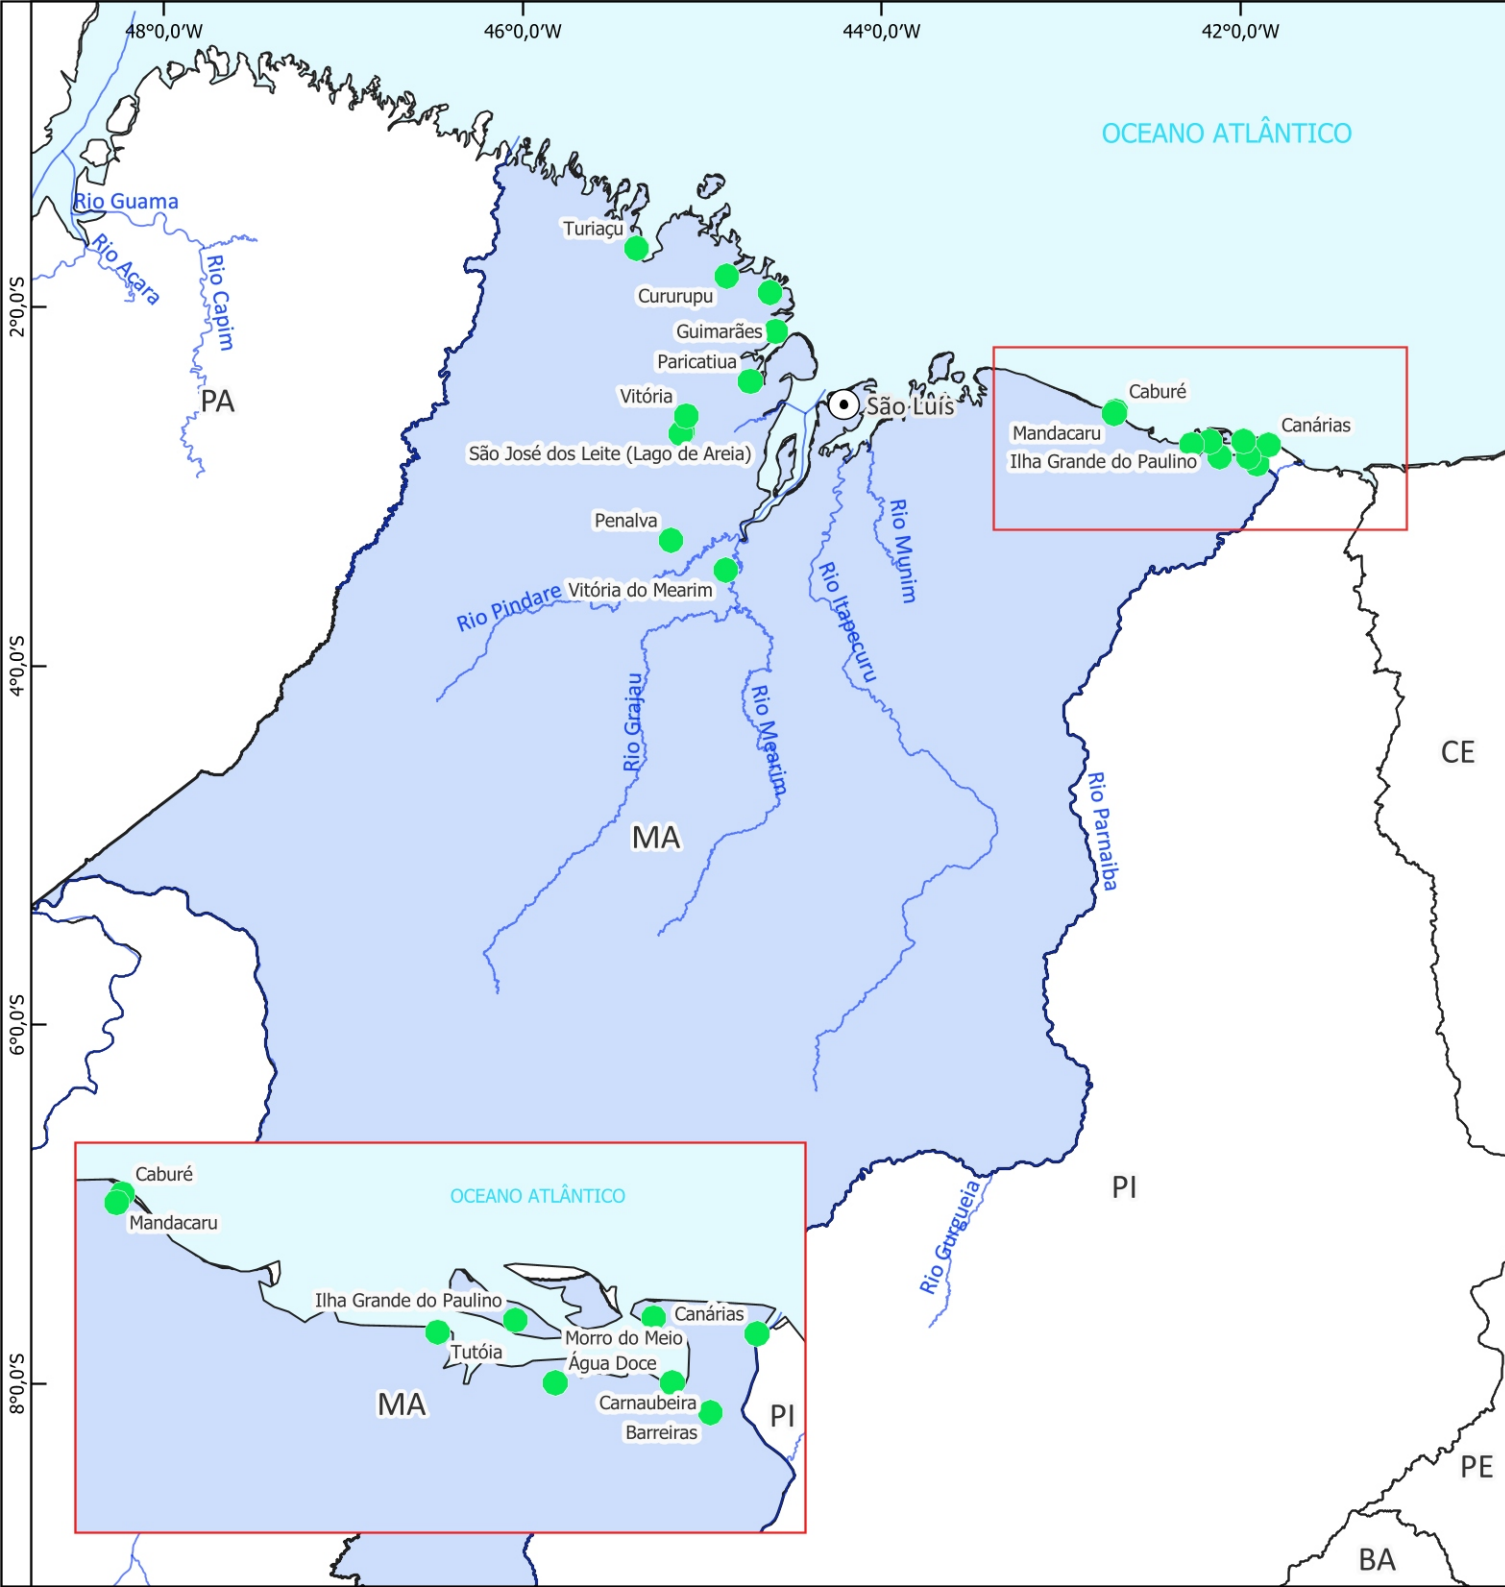 48°0,0′W
46°0,0′W
44°0,0′W
42°0,0′W
OCEANO ATLÂNTICO
Rio Guama
Turiaçu
Rio Acara
Rio Capim
2°0,0′S
Cururupu
Guimarães
Paricatiua
PA
Vitória
São Luís
Caburé
Mandacaru
Canárias
São José dos Leite (Lago de Areia)
Ilha Grande do Paulino
Penalva
Rio Munim
Vitória do Mearim
Rio Pindare
Rio Itapecuru
4°0,0′S
Rio Grajau
Rio Mearim
CE
MA
Rio Parnaiba
6°0,0′S
PI
Rio Gurgueia
Caburé
OCEANO ATLÂNTICO
Mandacaru
Ilha Grande do Paulino
Canárias
Morro do Meio
Tutóia
Água Doce
8°0,0′S
MA
Carnaubeira
PI
Barreiras
PE
BA